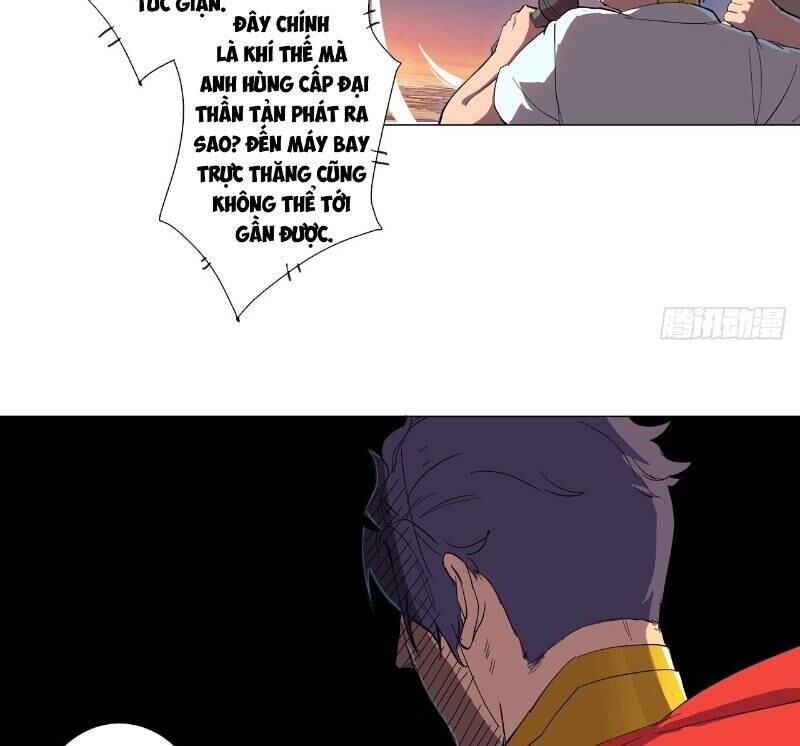 TỨC GIẬN.
ĐÂY CHÍNH
LÀ KHÍ THẾ MÀ
ANH HÙNG CẤP ĐẠI
THẦN TẢN PHÁT RA
SAO? ĐẾN MÁY BAY
TRỰC THĂNG CŨNG
KHÔNG THỂ TỚI
GẦN ĐƯỢC.
腾讯动漫